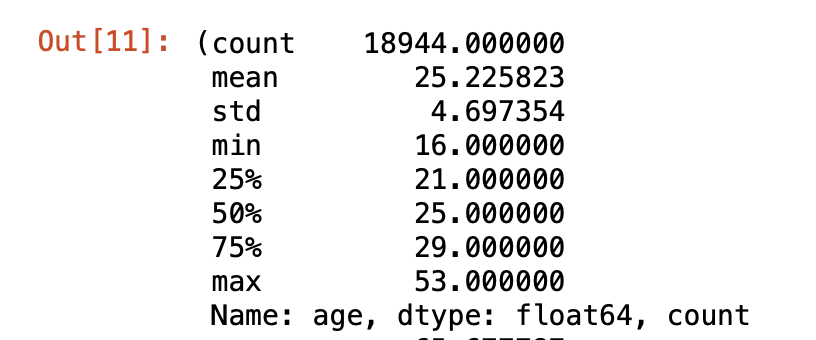 Out[11]: (count    18944.000000
mean        25.225823
std          4.697354
min         16.000000
25%         21.000000
50%         25.000000
75%         29.000000
max         53.000000
Name: age, dtype: float64, count